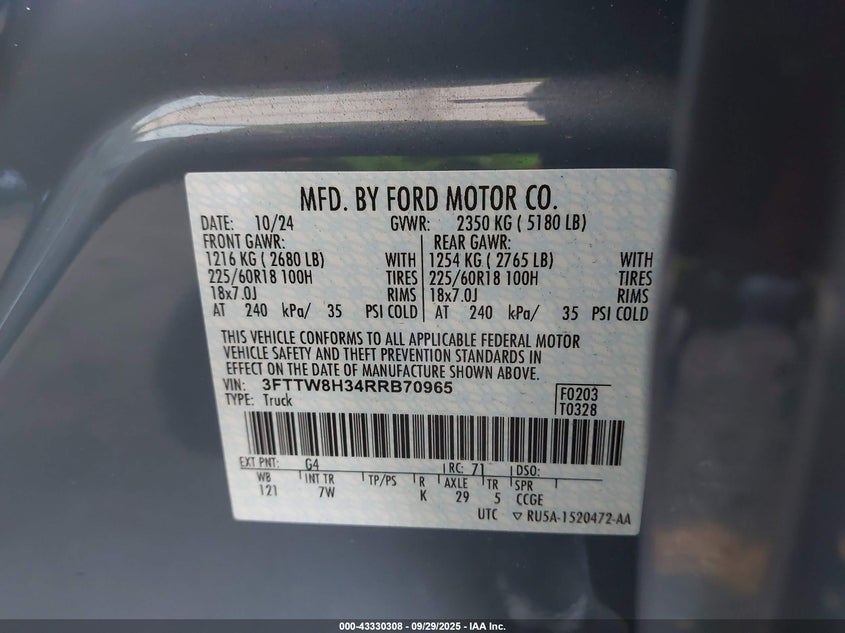 MFD. BY FORD MOTOR CO.
DATE: 10/24 GVWR: 2350 KG ( 5180 LB)
FRONT GAWR: REAR GAWR:
1216 KG ( 2680 LB) WITH 1254 KG ( 2765 LB) WITH
225/60R18 100H TIRES 225/60R18 100H TIRES
18x7.0J RIMS 18x7.0J RIMS
AT 240 kPa/ 35 PSI COLD AT 240 kPa/ 35 PSI COLD
THIS VEHICLE CONFORMS TO ALL APPLICABLE FEDERAL MOTOR
VEHICLE SAFETY AND THEFT PREVENTION STANDARDS IN
EFFECT ON THE DATE OF MANUFACTURE SHOWN ABOVE.
VIN: 3FTTW8H34RRB70965 F0203
TYPE: Truck T0328
EXT PNT: G4 RC: 71 DSO:
WB INT TR TP/PS R AXLE TR SPR
121 7W K 29 5 CCGE
UTC ▽ RU5A-1520472-AA
000-43330308 - 09/29/2025 - IAA Inc.